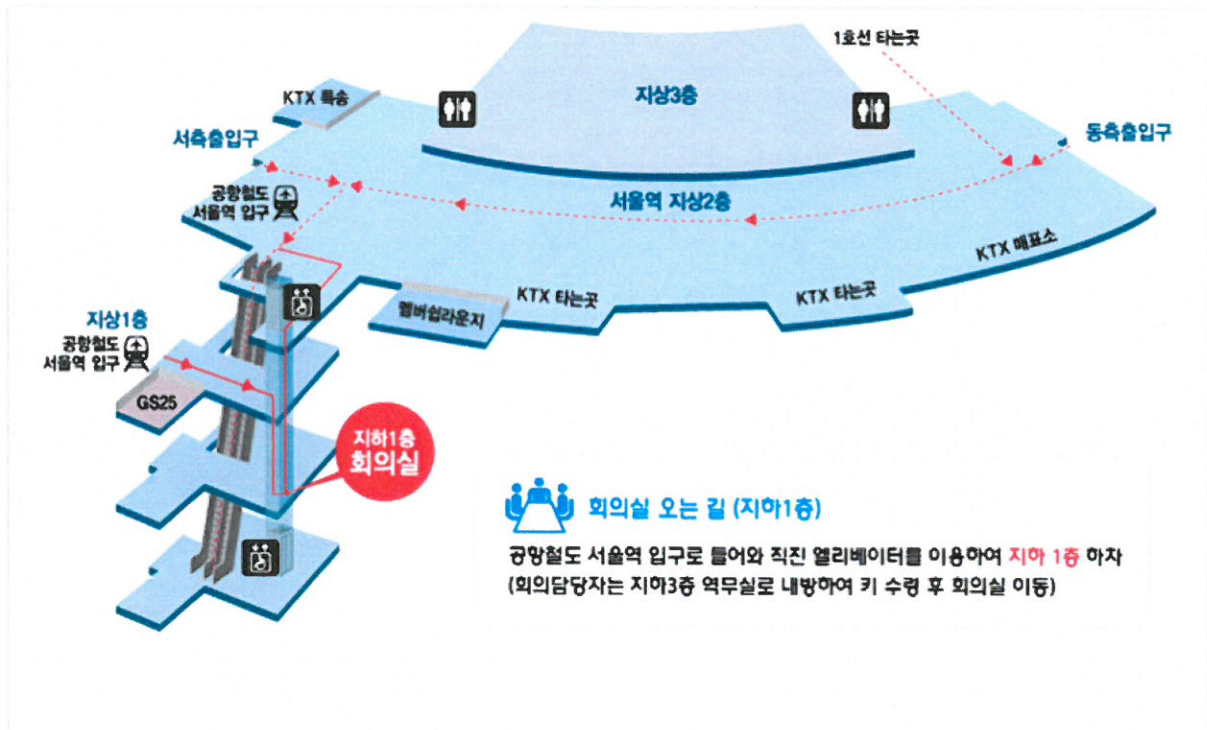 1호선 타는곳
지상3층
KTX 특송
서측출입구
동측출입구
공항철도
서울역 입구
서울역 지상2층
KTX 매표소
KTX 타는곳
KTX 타는곳
멤버쉽라운지
지상1층
공항철도
서울역 입구
GS25
지하1층
회의실
회의실 오는 길 (지하1층)
공항철도 서울역 입구로 들어와 직진 엘리베이터를 이용하여 지하 1층 하차
(회의담당자는 지하3층 역무실로 내방하여 키 수령 후 회의실 이동)